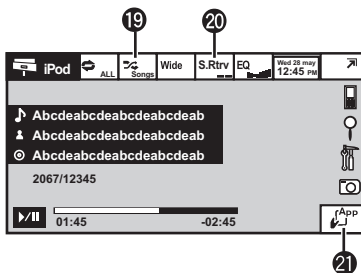 19 20
iPod ALL Songs Wide S.Rtrv EQ Wed 28 may
12:45 PM
Abcdeabcdeabcdeabcdeab
Abcdeabcdeabcdeabcdeab
Abcdeabcdeabcdeabcdeab
2067/12345
01:45 -02:45
App
21